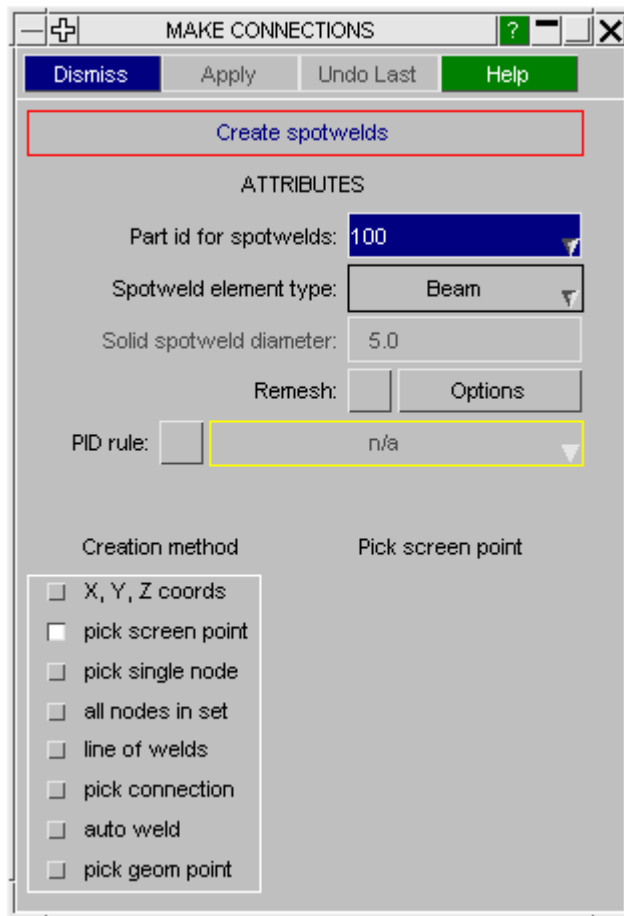 MAKE CONNECTIONS ?
Dismiss Apply Undo Last Help
Create spotwelds
ATTRIBUTES
Part id for spotwelds: 100
Spotweld element type: Beam
Solid spotweld diameter: 5.0
Remesh: Options
PID rule: n/a
Creation method Pick screen point
X, Y, Z coords
pick screen point
pick single node
all nodes in set
line of welds
pick connection
auto weld
pick geom point